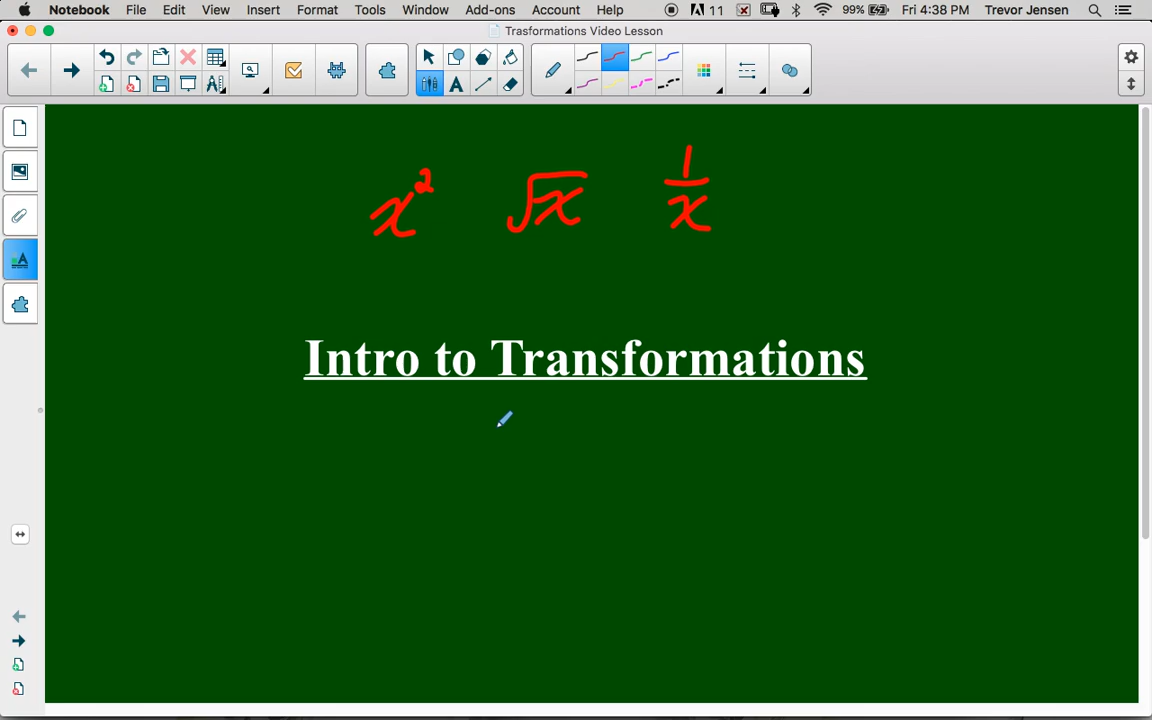 Notebook File Edit View Insert Format Tools Window Add-ons Account Help 11 99% Fri 4:38 PM Trevor Jensen
Trasformations Video Lesson
x² √x 1/x
Intro to Transformations